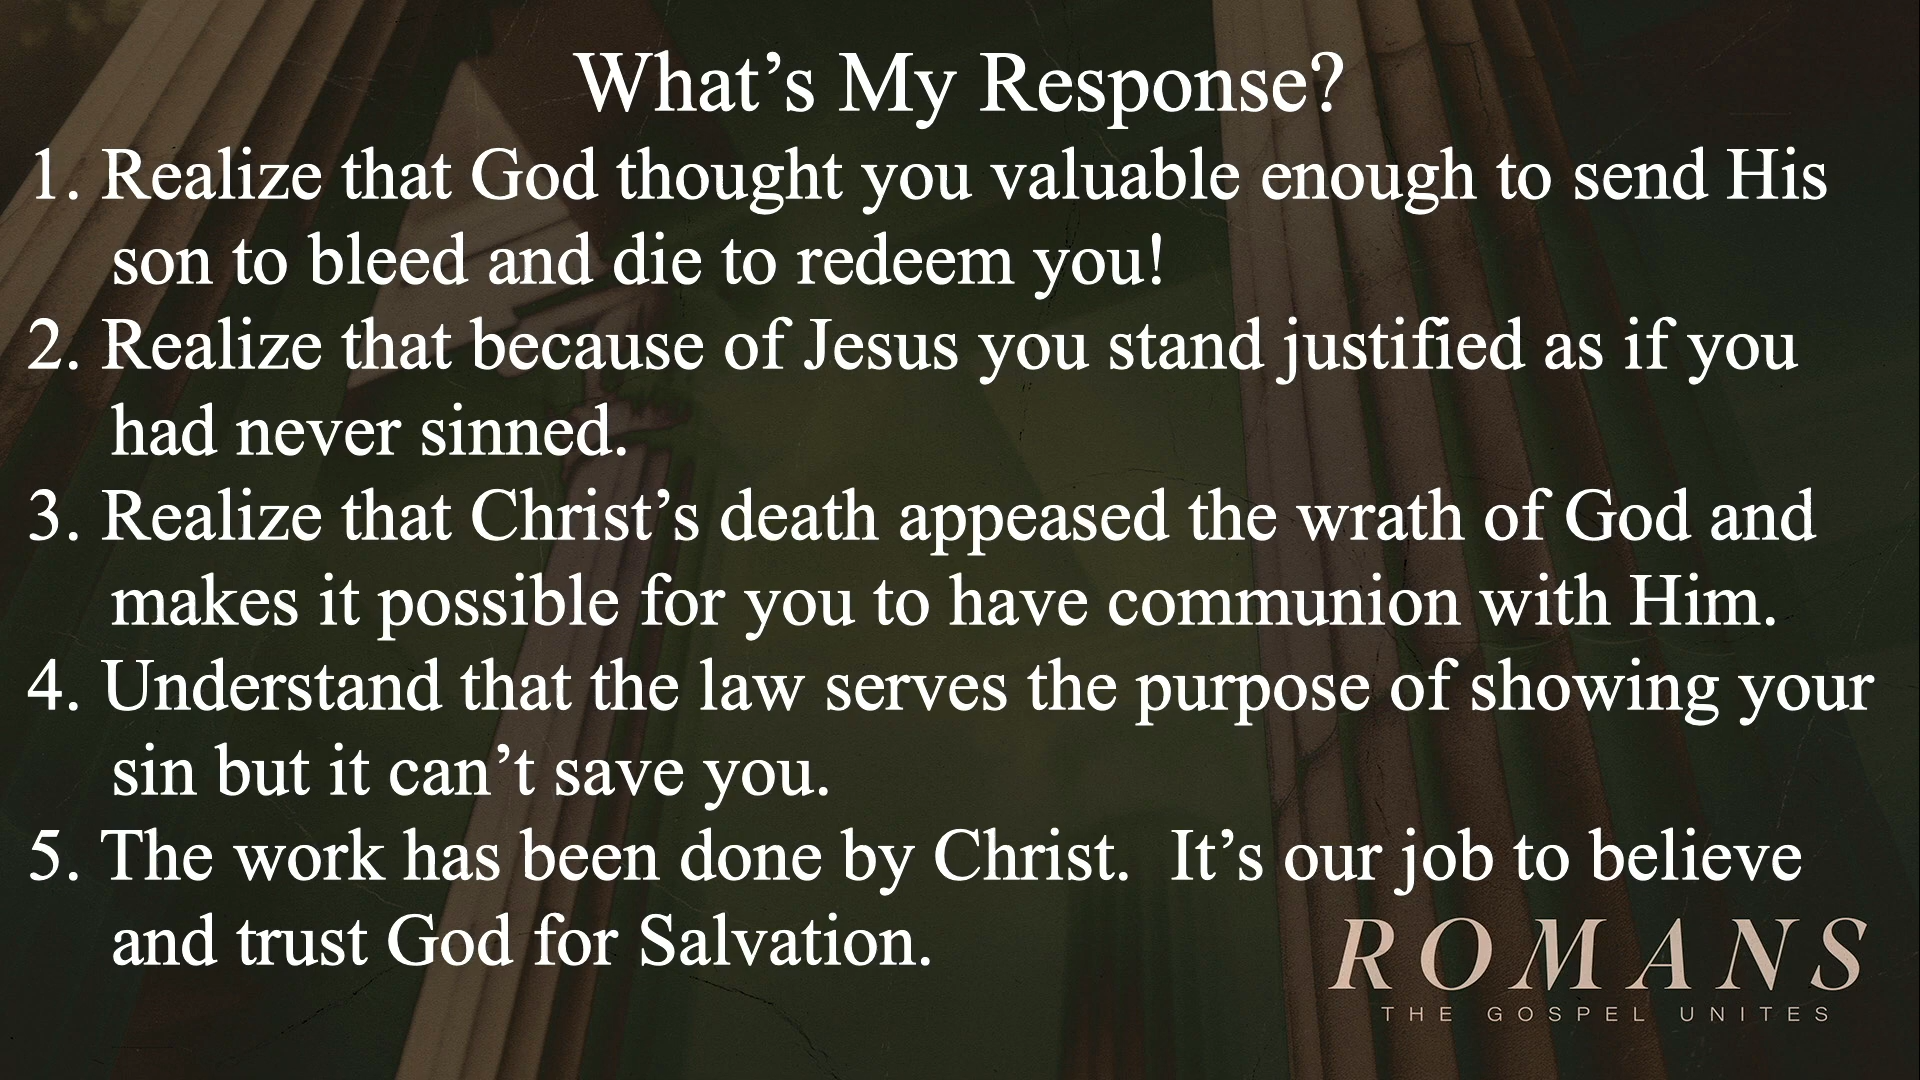 What’s My Response?
1. Realize that God thought you valuable enough to send His
son to bleed and die to redeem you!
2. Realize that because of Jesus you stand justified as if you
had never sinned.
3. Realize that Christ’s death appeased the wrath of God and
makes it possible for you to have communion with Him.
4. Understand that the law serves the purpose of showing your
sin but it can’t save you.
5. The work has been done by Christ.  It’s our job to believe
and trust God for Salvation.
ROMANS
THE GOSPEL UNITES